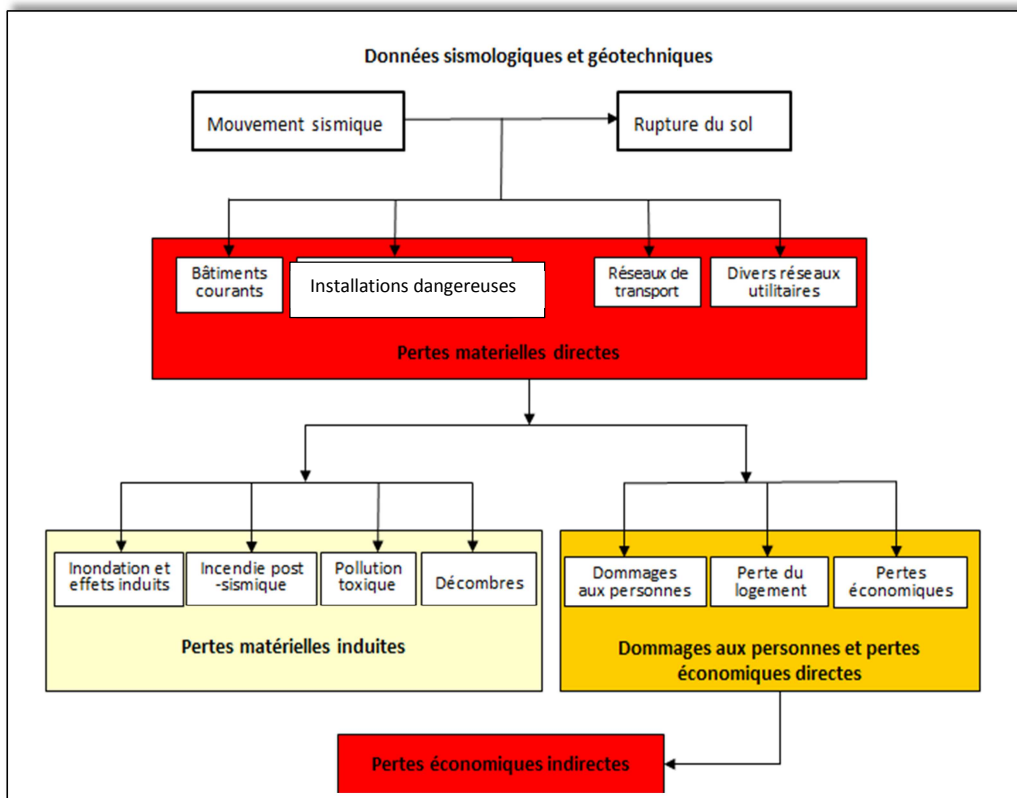 Données sismologiques et géotechniques
Mouvement sismique
Rupture du sol
Bâtiments
courants
Installations dangereuses
Réseaux de
transport
Divers réseaux
utilitaires
Pertes materielles directes
Inondation et
effets induits
Incendie post
-sismique
Pollution
toxique
Décombres
Dommages
aux personnes
Perte du
logement
Pertes
économiques
Pertes matérielles induites
Dommages aux personnes et pertes
économiques directes
Pertes économiques indirectes